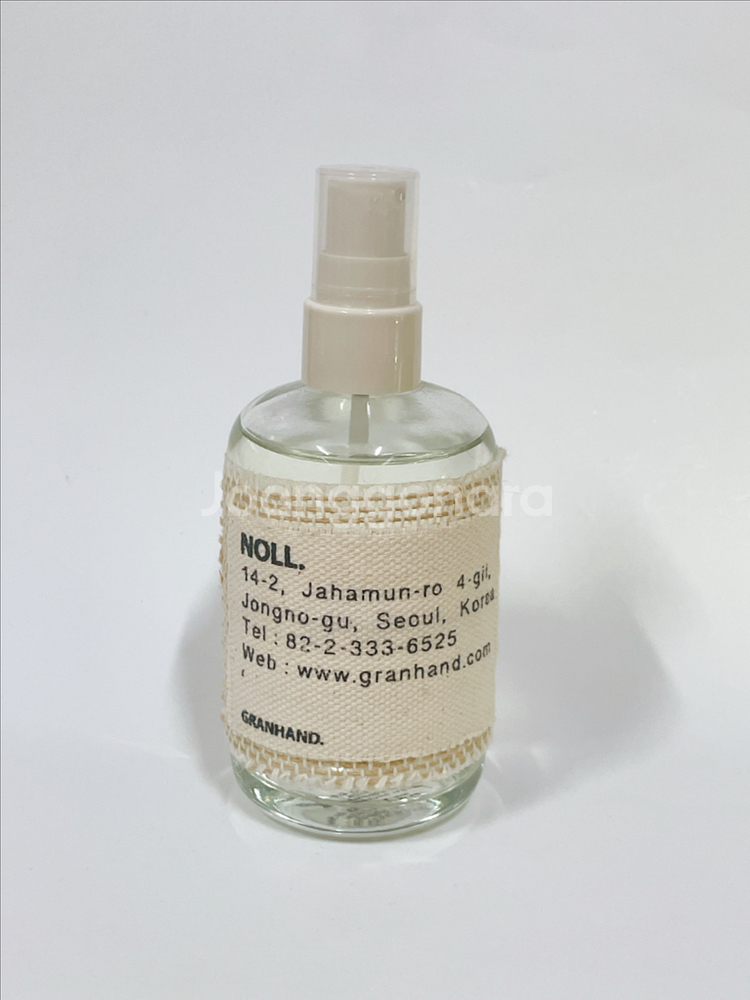 Joonggonara
NOLL.
14-2, Jahamun-ro 4-gil,
Jongno-gu, Seoul, Korea
Tel : 82-2-333-6525
Web : www.granhand.com
GRANHAND.